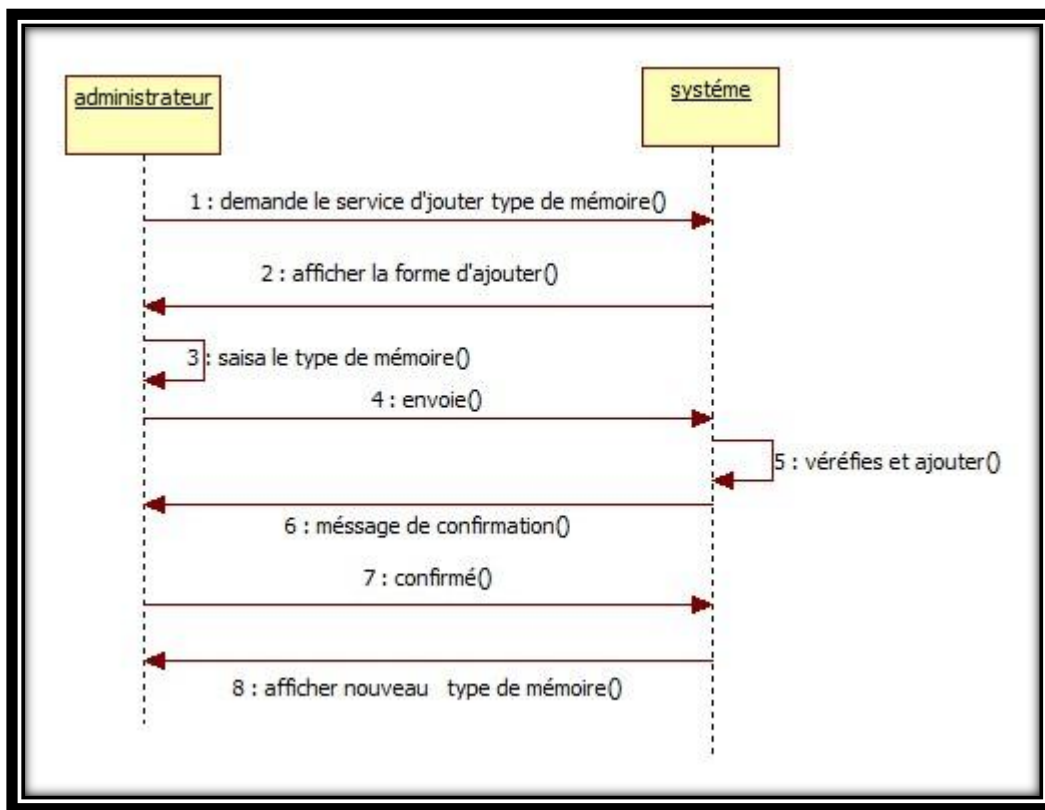 administrateur
systéme
1 : demande le service d'jouter type de mémoire()
2 : afficher la forme d'ajouter()
3 : saisa le type de mémoire()
4 : envoie()
5 : véréfies et ajouter()
6 : méssage de confirmation()
7 : confirmé()
8 : afficher nouveau type de mémoire()